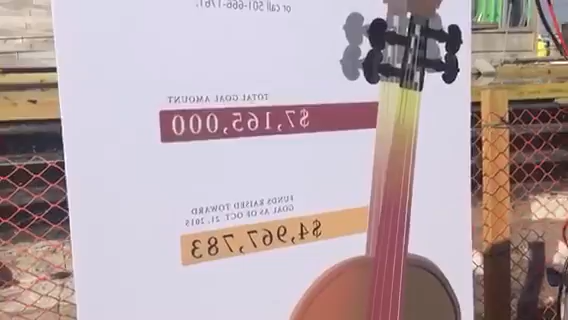 or call 501-666-1761.
TOTAL GOAL AMOUNT
$7,165,000
FUNDS RAISED TOWARD
GOAL AS OF OCT. 21, 2015
$4,967,783